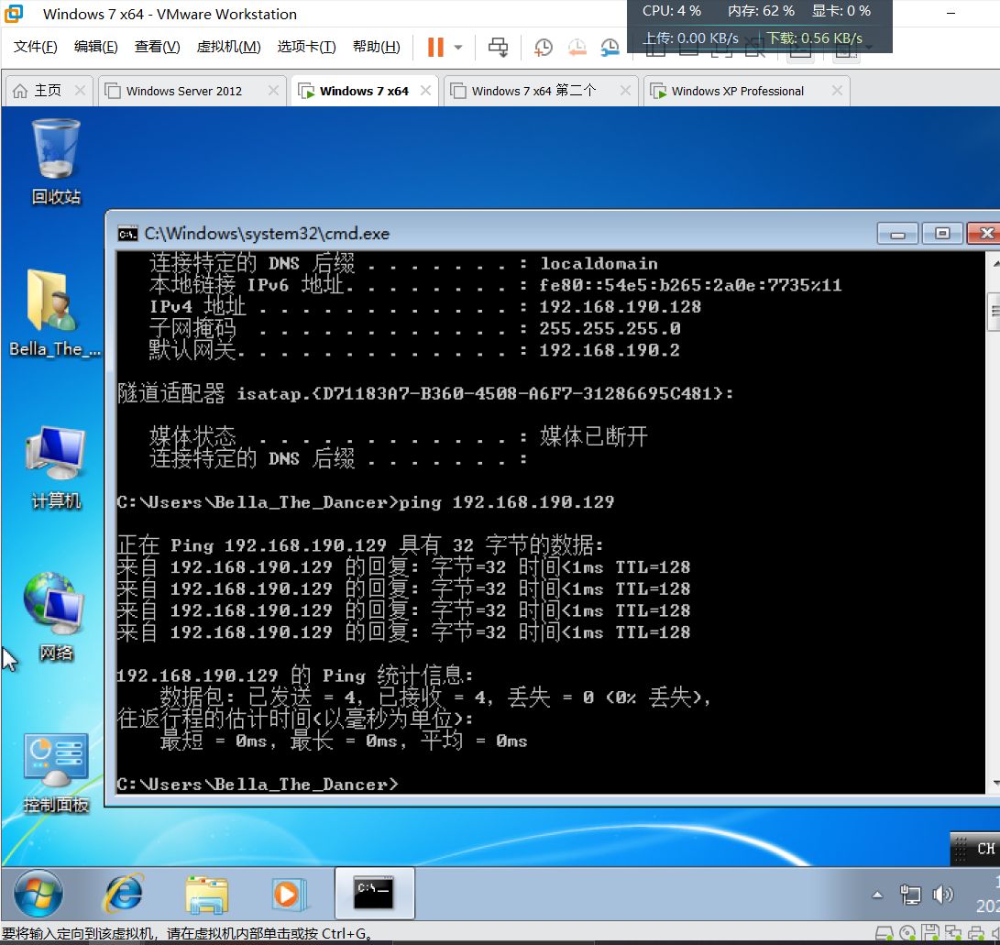 Windows 7 x64 - VMware Workstation
CPU: 4 % 内存: 62 % 显卡: 0 %
上传: 0.00 KB/s 下载: 0.56 KB/s
文件(F) 编辑(E) 查看(V) 虚拟机(M) 选项卡(T) 帮助(H)
主页 Windows Server 2012 Windows 7 x64 Windows 7 x64 第二个 Windows XP Professional
回收站
Bella_The_...
计算机
网络
控制面板
C:\Windows\system32\cmd.exe
连接特定的 DNS 后缀 . . . . . . . : localdomain
本地链接 IPv6 地址. . . . . . . . : fe80::54e5:b265:2a0e:7735%11
IPv4 地址 . . . . . . . . . . . . : 192.168.190.128
子网掩码 . . . . . . . . . . . . : 255.255.255.0
默认网关. . . . . . . . . . . . . : 192.168.190.2
隧道适配器 isatap.{D71183A7-B360-4508-A6F7-31286695C481}:
媒体状态 . . . . . . . . . . . . : 媒体已断开
连接特定的 DNS 后缀 . . . . . . . :
C:\Users\Bella_The_Dancer>ping 192.168.190.129
正在 Ping 192.168.190.129 具有 32 字节的数据:
来自 192.168.190.129 的回复: 字节=32 时间<1ms TTL=128
来自 192.168.190.129 的回复: 字节=32 时间<1ms TTL=128
来自 192.168.190.129 的回复: 字节=32 时间<1ms TTL=128
来自 192.168.190.129 的回复: 字节=32 时间<1ms TTL=128
192.168.190.129 的 Ping 统计信息:
数据包: 已发送 = 4, 已接收 = 4, 丢失 = 0 (0% 丢失),
往返行程的估计时间(以毫秒为单位):
最短 = 0ms, 最长 = 0ms, 平均 = 0ms
C:\Users\Bella_The_Dancer>
CH
要将输入定向到该虚拟机，请在虚拟机内部单击或按 Ctrl+G。